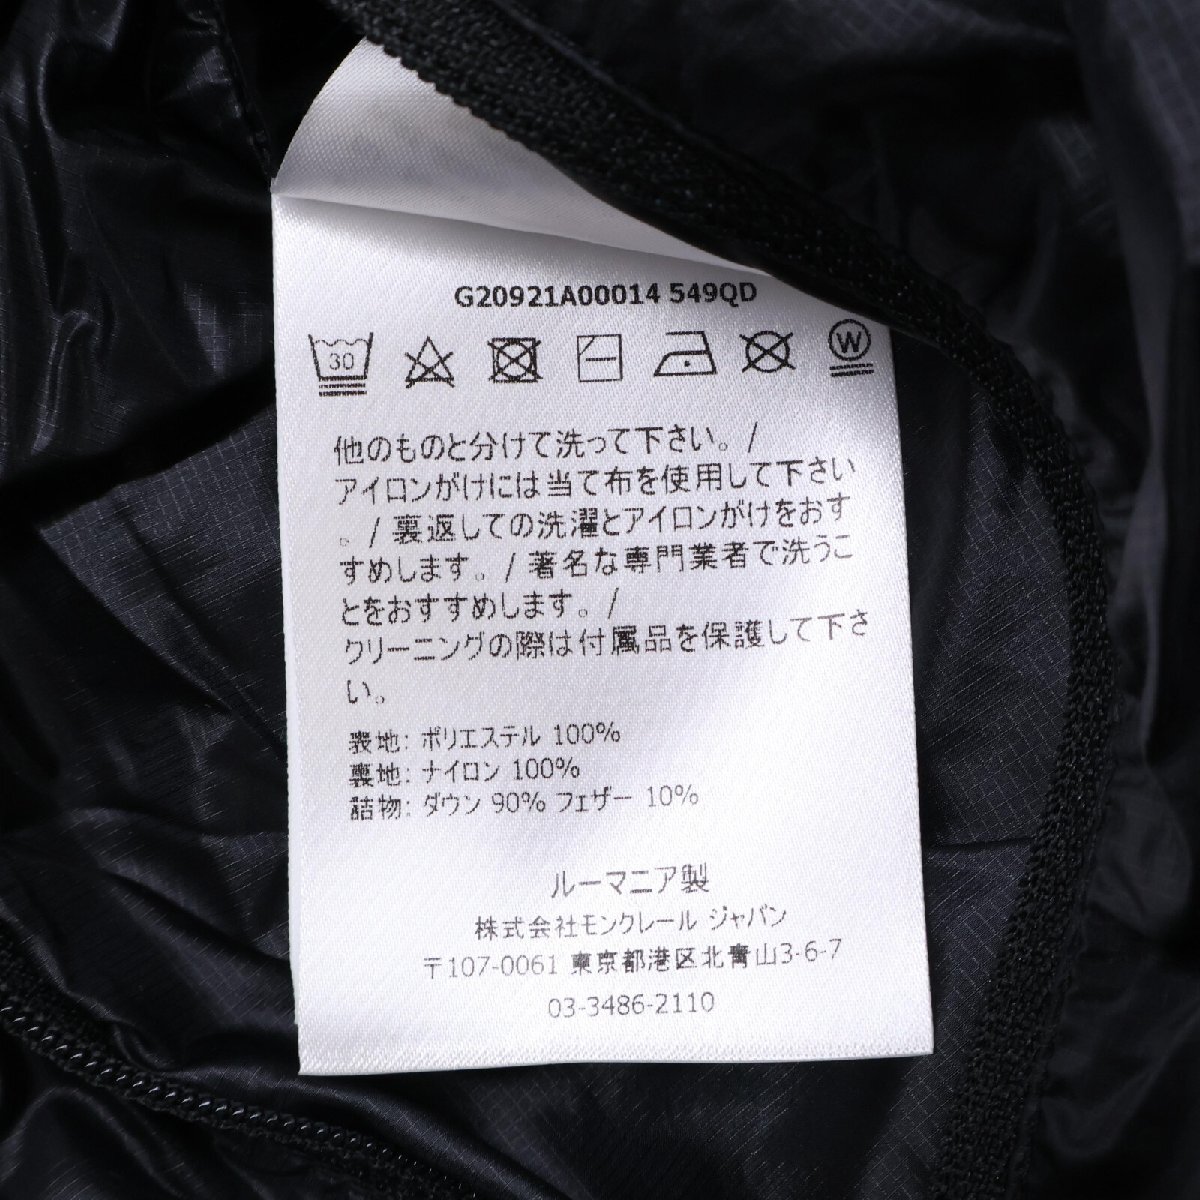 G20921A00014 549QD
30
W
他のものと分けて洗って下さい。/
アイロンがけには当て布を使用して下さい
。/ 裏返しての洗濯とアイロンがけをおす
すめします。/ 著名な専門業者で洗うこ
とをおすすめします。/
クリーニングの際は付属品を保護して下さ
い。
表地: ポリエステル 100%
裏地: ナイロン 100%
詰物: ダウン 90% フェザー 10%
ルーマニア製
株式会社モンクレール ジャパン
〒107-0061 東京都港区北青山3-6-7
03-3486-2110